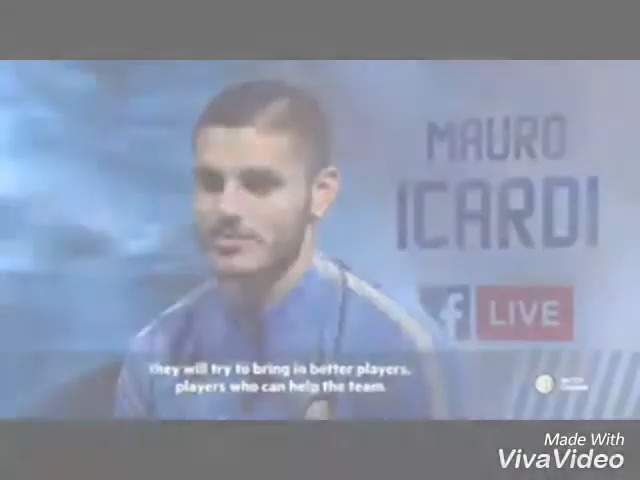 MAURO
ICARDI
f LIVE
they will try to bring in better players.
players who can help the team
Made With
VivaVideo